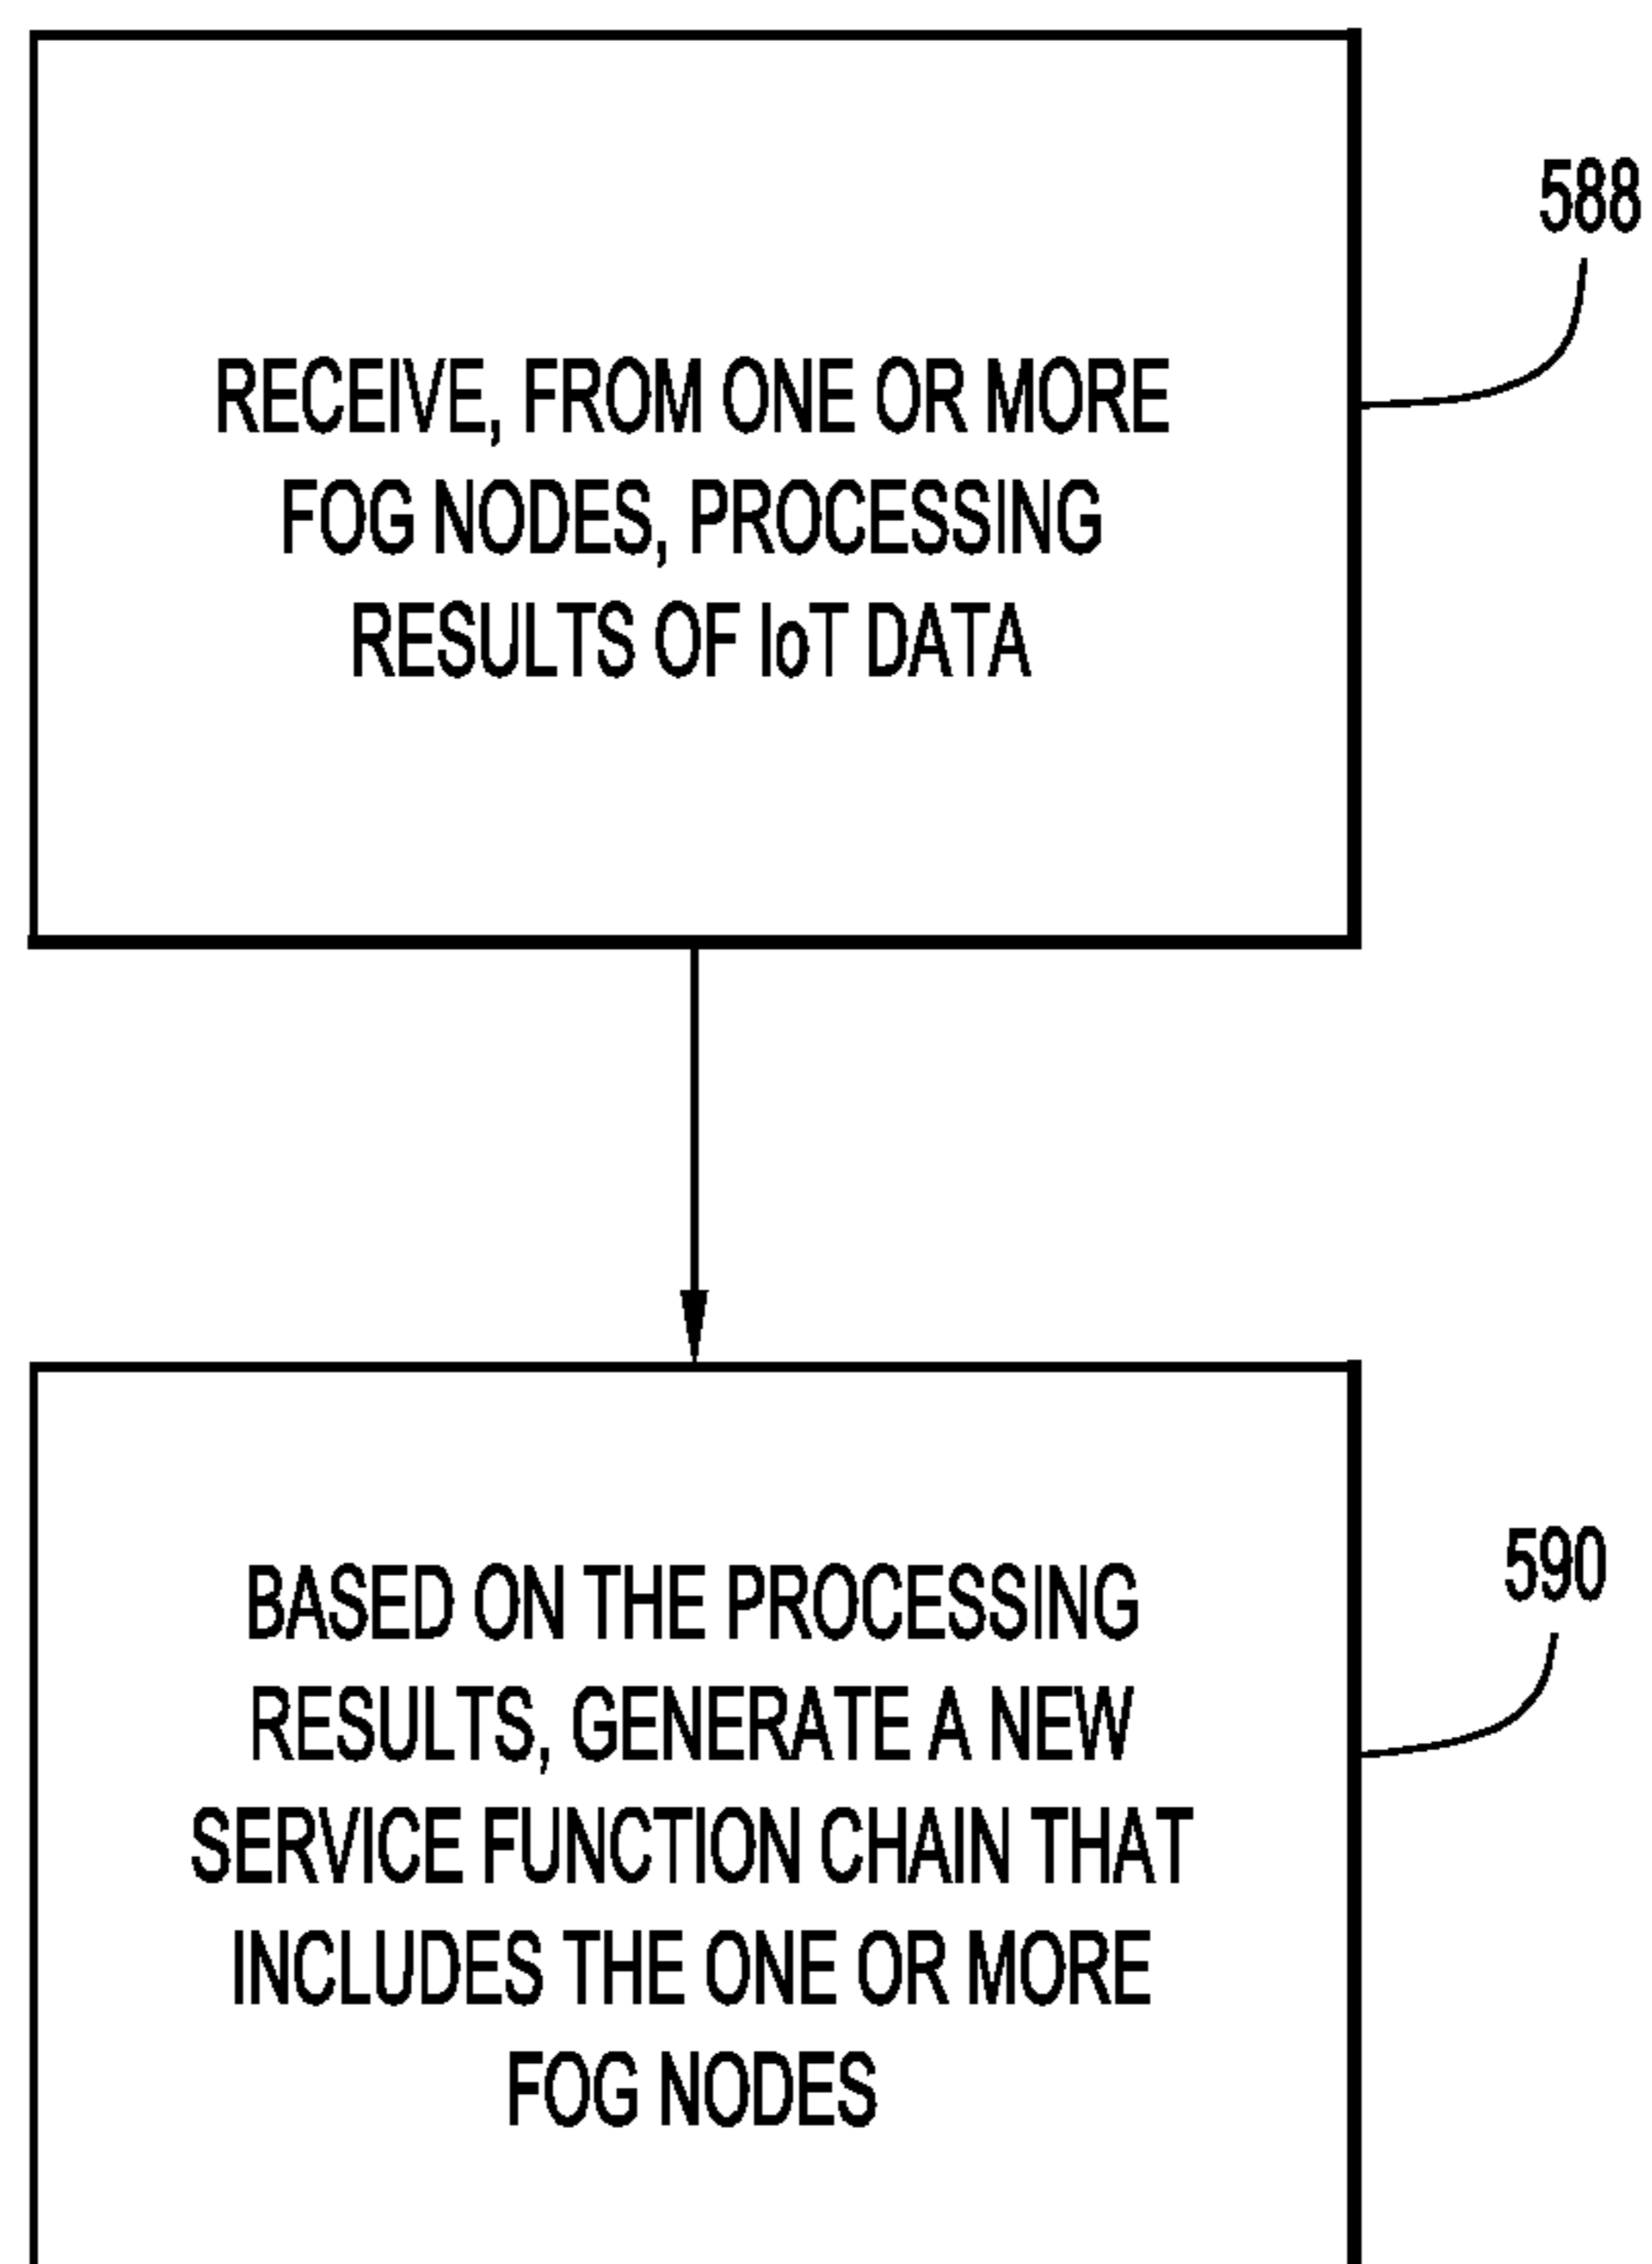 588
RECEIVE, FROM ONE OR MORE
FOG NODES, PROCESSING
RESULTS OF IoT DATA
590
BASED ON THE PROCESSING
RESULTS, GENERATE A NEW
SERVICE FUNCTION CHAIN THAT
INCLUDES THE ONE OR MORE
FOG NODES